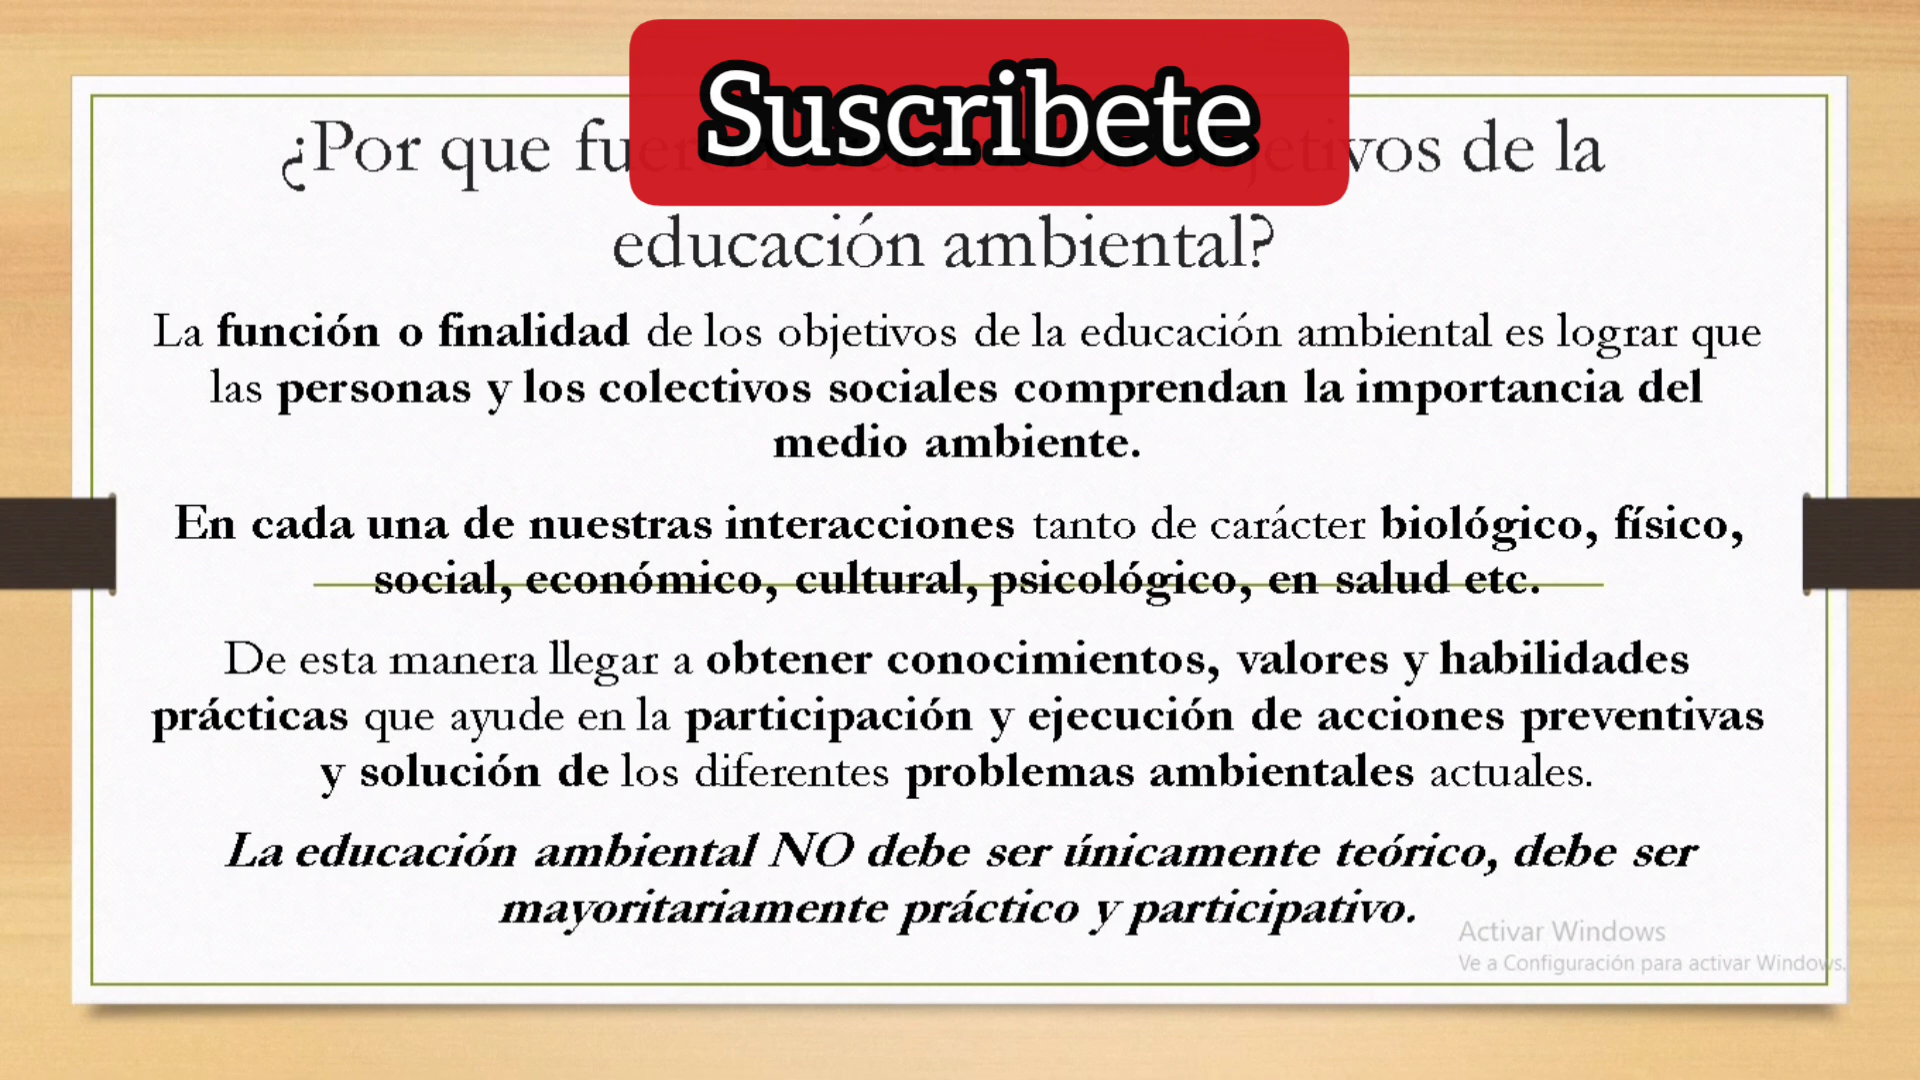 Suscribete
¿Por que objetivos de la
educación ambiental?
La función o finalidad de los objetivos de la educación ambiental es lograr que
las personas y los colectivos sociales comprendan la importancia del
medio ambiente.
En cada una de nuestras interacciones tanto de carácter biológico, físico,
social, económico, cultural, psicológico, en salud etc.
De esta manera llegar a obtener conocimientos, valores y habilidades
prácticas que ayude en la participación y ejecución de acciones preventivas
y solución de los diferentes problemas ambientales actuales.
La educación ambiental NO debe ser únicamente teórico, debe ser
mayoritariamente práctico y participativo.
Activar Windows
Ve a Configuración para activar Windows.